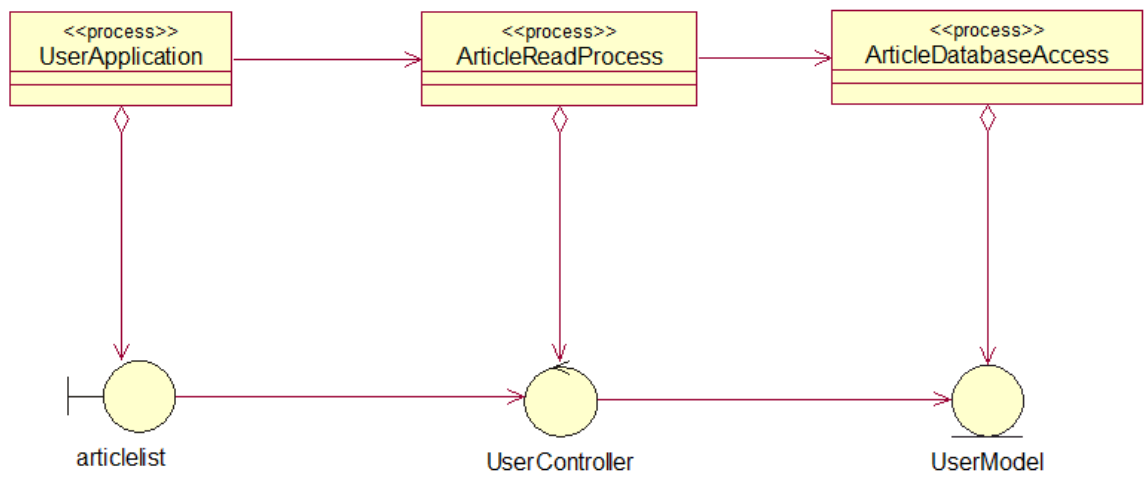 <<process>>
UserApplication
<<process>>
ArticleReadProcess
<<process>>
ArticleDatabaseAccess
articlelist
UserController
UserModel